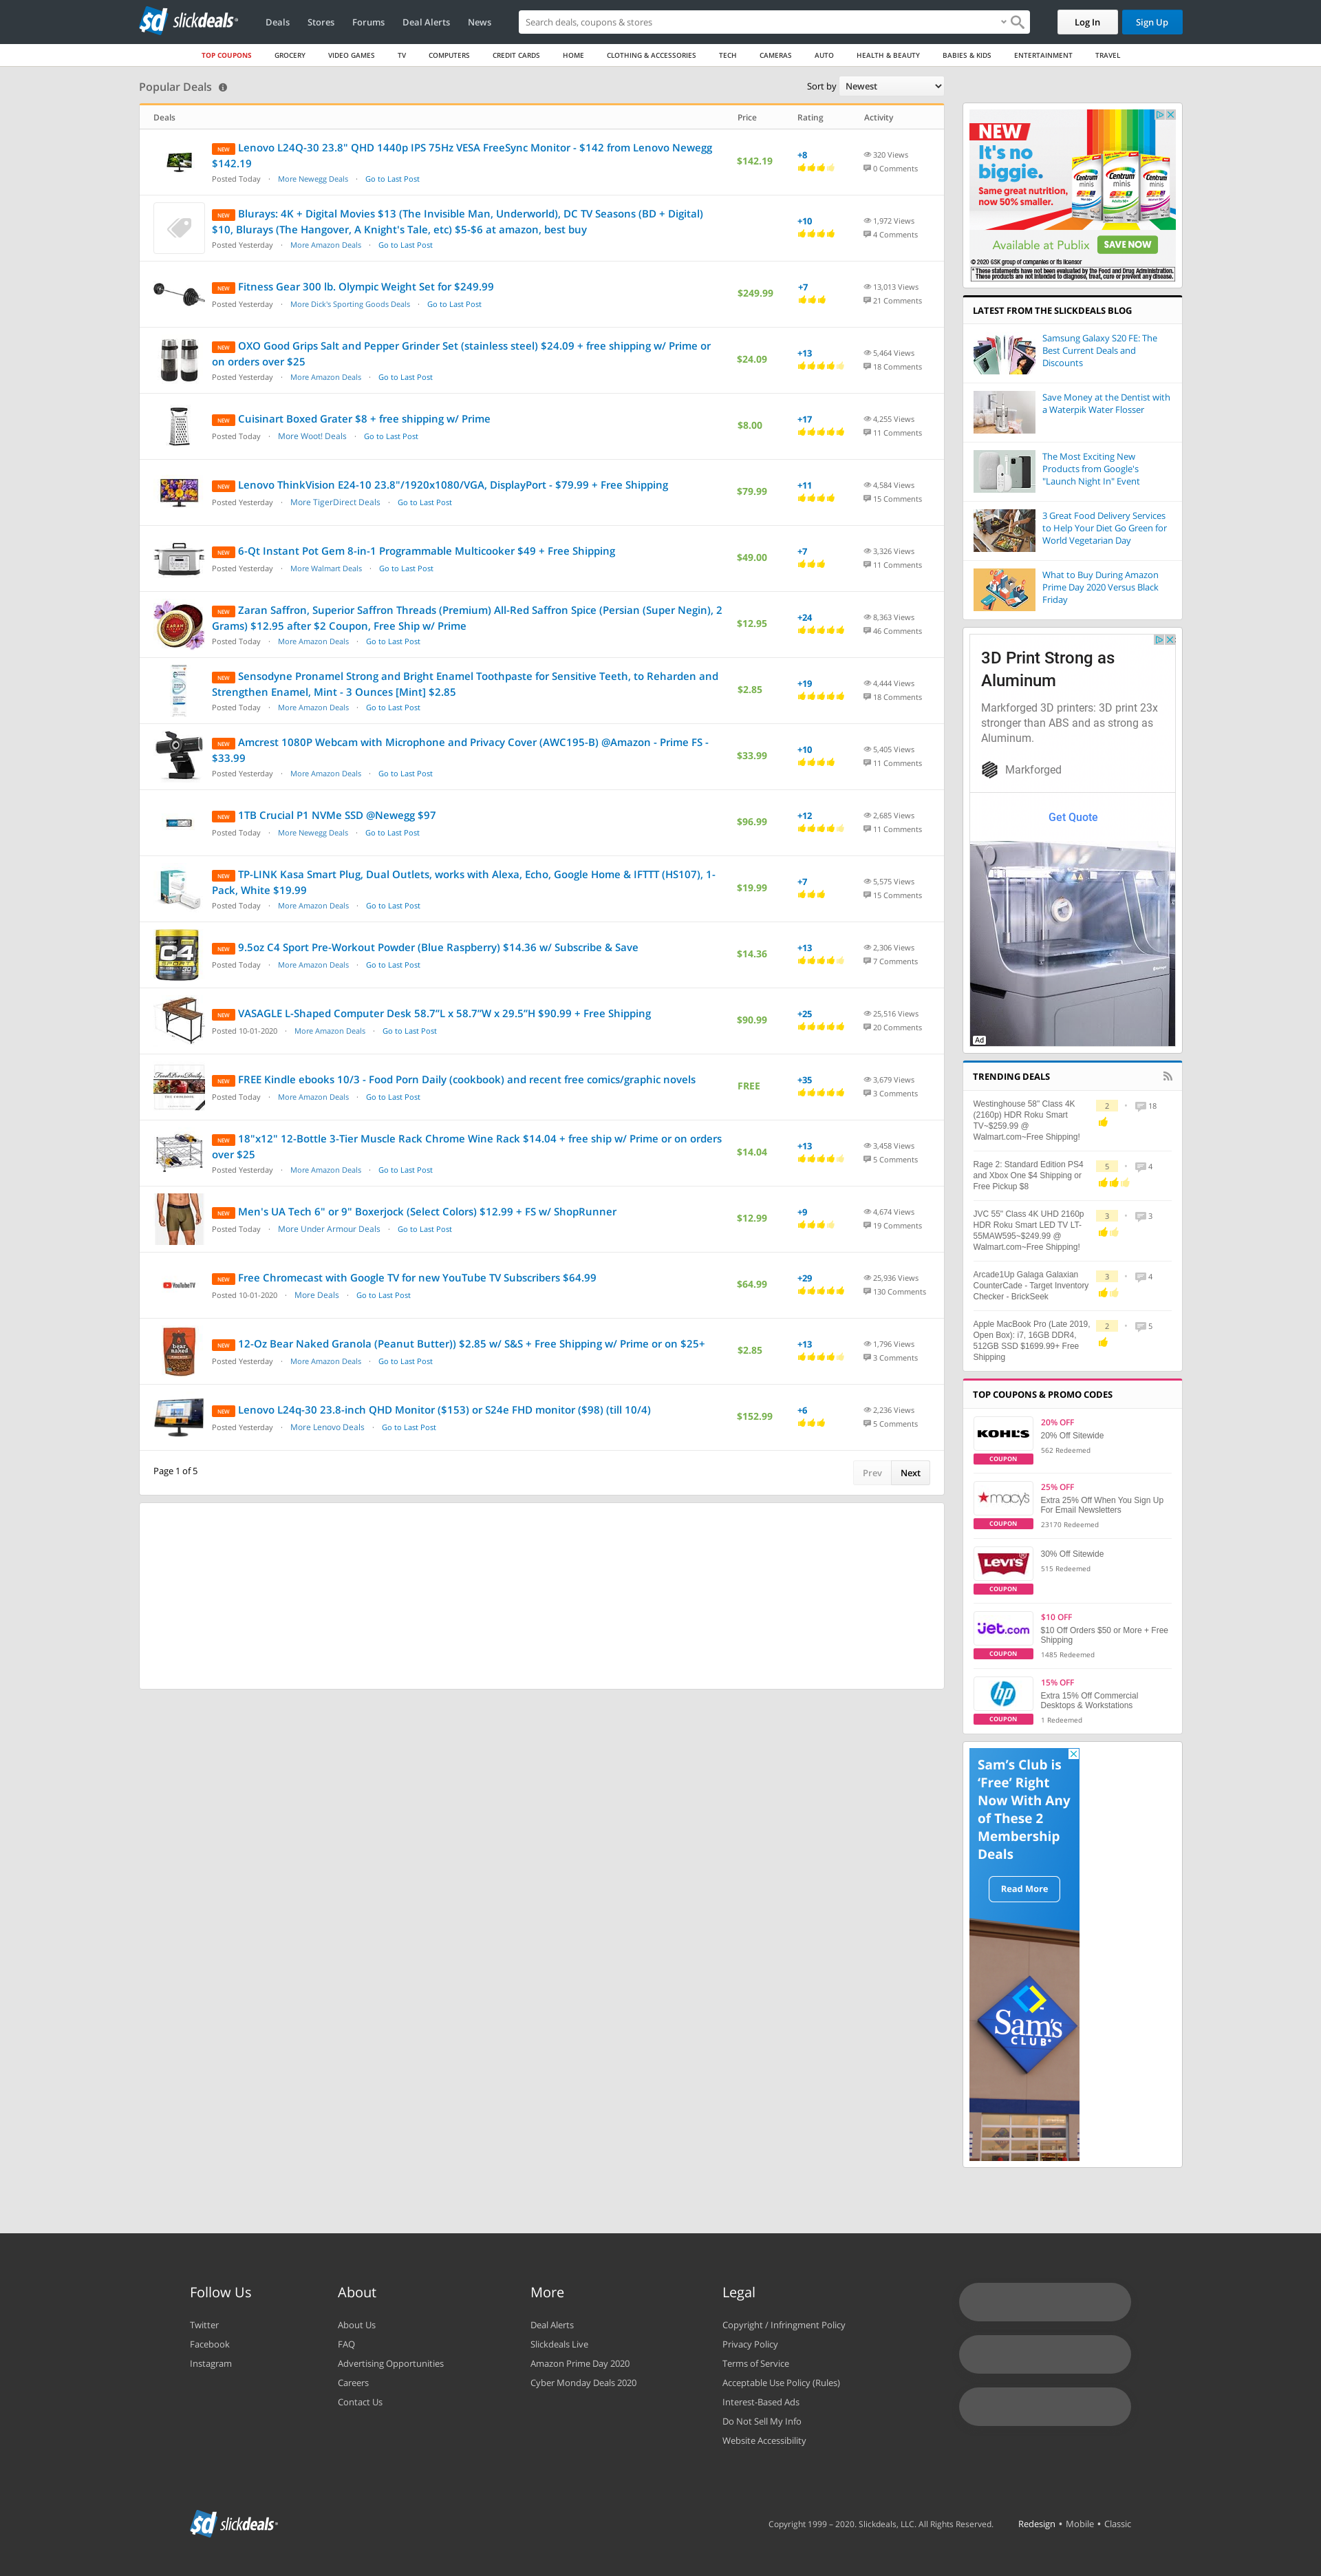 slickdeals
Deals
Stores
Forums
Deal Alerts
News
Search deals, coupons & stores
Log In
Sign Up
TOP COUPONS
GROCERY
VIDEO GAMES
TV
COMPUTERS
CREDIT CARDS
HOME
CLOTHING & ACCESSORIES
TECH
CAMERAS
AUTO
HEALTH & BEAUTY
BABIES & KIDS
ENTERTAINMENT
TRAVEL
Popular Deals
Sort by Newest
Deals Price Rating Activity
NEW Lenovo L24Q-30 23.8" QHD 1440p IPS 75Hz VESA FreeSync Monitor - $142 from Lenovo Newegg
$142.19
Posted Today · More Newegg Deals · Go to Last Post
$142.19
+8
320 Views
0 Comments
NEW Blurays: 4K + Digital Movies $13 (The Invisible Man, Underworld), DC TV Seasons (BD + Digital)
$10, Blurays (The Hangover, A Knight's Tale, etc) $5-$6 at amazon, best buy
Posted Yesterday · More Amazon Deals · Go to Last Post
+10
1,972 Views
4 Comments
NEW Fitness Gear 300 lb. Olympic Weight Set for $249.99
Posted Yesterday · More Dick's Sporting Goods Deals · Go to Last Post
$249.99
+7
13,013 Views
21 Comments
NEW OXO Good Grips Salt and Pepper Grinder Set (stainless steel) $24.09 + free shipping w/ Prime or
on orders over $25
Posted Yesterday · More Amazon Deals · Go to Last Post
$24.09
+13
5,464 Views
18 Comments
NEW Cuisinart Boxed Grater $8 + free shipping w/ Prime
Posted Today · More Woot! Deals · Go to Last Post
$8.00
+17
4,255 Views
11 Comments
NEW Lenovo ThinkVision E24-10 23.8"/1920x1080/VGA, DisplayPort - $79.99 + Free Shipping
Posted Yesterday · More TigerDirect Deals · Go to Last Post
$79.99
+11
4,584 Views
15 Comments
NEW 6-Qt Instant Pot Gem 8-in-1 Programmable Multicooker $49 + Free Shipping
Posted Yesterday · More Walmart Deals · Go to Last Post
$49.00
+7
3,326 Views
11 Comments
NEW Zaran Saffron, Superior Saffron Threads (Premium) All-Red Saffron Spice (Persian (Super Negin), 2
Grams) $12.95 after $2 Coupon, Free Ship w/ Prime
Posted Today · More Amazon Deals · Go to Last Post
$12.95
+24
8,363 Views
46 Comments
NEW Sensodyne Pronamel Strong and Bright Enamel Toothpaste for Sensitive Teeth, to Reharden and
Strengthen Enamel, Mint - 3 Ounces [Mint] $2.85
Posted Today · More Amazon Deals · Go to Last Post
$2.85
+19
4,444 Views
18 Comments
NEW Amcrest 1080P Webcam with Microphone and Privacy Cover (AWC195-B) @Amazon - Prime FS -
$33.99
Posted Yesterday · More Amazon Deals · Go to Last Post
$33.99
+10
5,405 Views
11 Comments
NEW 1TB Crucial P1 NVMe SSD @Newegg $97
Posted Today · More Newegg Deals · Go to Last Post
$96.99
+12
2,685 Views
11 Comments
NEW TP-LINK Kasa Smart Plug, Dual Outlets, works with Alexa, Echo, Google Home & IFTTT (HS107), 1-
Pack, White $19.99
Posted Today · More Amazon Deals · Go to Last Post
$19.99
+7
5,575 Views
15 Comments
C4
NEW 9.5oz C4 Sport Pre-Workout Powder (Blue Raspberry) $14.36 w/ Subscribe & Save
Posted Today · More Amazon Deals · Go to Last Post
$14.36
+13
2,306 Views
7 Comments
NEW VASAGLE L-Shaped Computer Desk 58.7”L x 58.7”W x 29.5”H $90.99 + Free Shipping
Posted 10-01-2020 · More Amazon Deals · Go to Last Post
$90.99
+25
25,516 Views
20 Comments
NEW FREE Kindle ebooks 10/3 - Food Porn Daily (cookbook) and recent free comics/graphic novels
Posted Today · More Amazon Deals · Go to Last Post
FREE
+35
3,679 Views
3 Comments
NEW 18"x12" 12-Bottle 3-Tier Muscle Rack Chrome Wine Rack $14.04 + free ship w/ Prime or on orders
over $25
Posted Yesterday · More Amazon Deals · Go to Last Post
$14.04
+13
3,458 Views
5 Comments
NEW Men's UA Tech 6" or 9" Boxerjock (Select Colors) $12.99 + FS w/ ShopRunner
Posted Today · More Under Armour Deals · Go to Last Post
$12.99
+9
4,674 Views
19 Comments
YouTubeTV
NEW Free Chromecast with Google TV for new YouTube TV Subscribers $64.99
Posted 10-01-2020 · More Deals · Go to Last Post
$64.99
+29
25,936 Views
130 Comments
bear naked
NEW 12-Oz Bear Naked Granola (Peanut Butter)) $2.85 w/ S&S + Free Shipping w/ Prime or on $25+
Posted Yesterday · More Amazon Deals · Go to Last Post
$2.85
+13
1,796 Views
3 Comments
NEW Lenovo L24q-30 23.8-inch QHD Monitor ($153) or S24e FHD monitor ($98) (till 10/4)
Posted Yesterday · More Lenovo Deals · Go to Last Post
$152.99
+6
2,236 Views
5 Comments
Page 1 of 5
Prev
Next
NEW
It's no
biggie.
Same great nutrition,
now 50% smaller.
Centrum minis
Centrum minis
Centrum minis
Available at Publix
SAVE NOW
© 2020 GSK group of companies or its licensor
*These statements have not been evaluated by the Food and Drug Administration.
These products are not intended to diagnose, treat, cure or prevent any disease.
LATEST FROM THE SLICKDEALS BLOG
Samsung Galaxy S20 FE: The
Best Current Deals and
Discounts
Save Money at the Dentist with
a Waterpik Water Flosser
The Most Exciting New
Products from Google's
"Launch Night In" Event
3 Great Food Delivery Services
to Help Your Diet Go Green for
World Vegetarian Day
What to Buy During Amazon
Prime Day 2020 Versus Black
Friday
3D Print Strong as
Aluminum
Markforged 3D printers: 3D print 23x
stronger than ABS and as strong as
Aluminum.
Markforged
Get Quote
Ad
TRENDING DEALS
Westinghouse 58" Class 4K
(2160p) HDR Roku Smart
TV~$259.99 @
Walmart.com~Free Shipping!
2 · 18
Rage 2: Standard Edition PS4
and Xbox One $4 Shipping or
Free Pickup $8
5 · 4
JVC 55" Class 4K UHD 2160p
HDR Roku Smart LED TV LT-
55MAW595~$249.99 @
Walmart.com~Free Shipping!
3 · 3
Arcade1Up Galaga Galaxian
CounterCade - Target Inventory
Checker - BrickSeek
3 · 4
Apple MacBook Pro (Late 2019,
Open Box): i7, 16GB DDR4,
512GB SSD $1699.99+ Free
Shipping
2 · 5
TOP COUPONS & PROMO CODES
KOHL'S
COUPON
20% OFF
20% Off Sitewide
562 Redeemed
macy's
COUPON
25% OFF
Extra 25% Off When You Sign Up
For Email Newsletters
23170 Redeemed
LEVI'S
COUPON
30% Off Sitewide
515 Redeemed
jet.com
COUPON
$10 OFF
$10 Off Orders $50 or More + Free
Shipping
1485 Redeemed
hp
COUPON
15% OFF
Extra 15% Off Commercial
Desktops & Workstations
1 Redeemed
Sam's Club is
‘Free’ Right
Now With Any
of These 2
Membership
Deals
Read More
Sam's
CLUB
Follow Us
Twitter
Facebook
Instagram
About
About Us
FAQ
Advertising Opportunities
Careers
Contact Us
More
Deal Alerts
Slickdeals Live
Amazon Prime Day 2020
Cyber Monday Deals 2020
Legal
Copyright / Infringment Policy
Privacy Policy
Terms of Service
Acceptable Use Policy (Rules)
Interest-Based Ads
Do Not Sell My Info
Website Accessibility
slickdeals
Copyright 1999 – 2020. Slickdeals, LLC. All Rights Reserved.
Redesign • Mobile • Classic